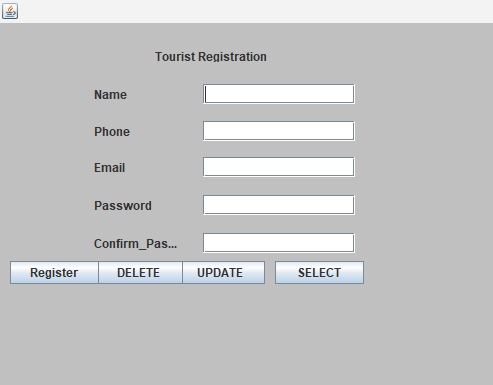 Tourist Registration
Name
Phone
Email
Password
Confirm_Pas...
Register DELETE UPDATE SELECT